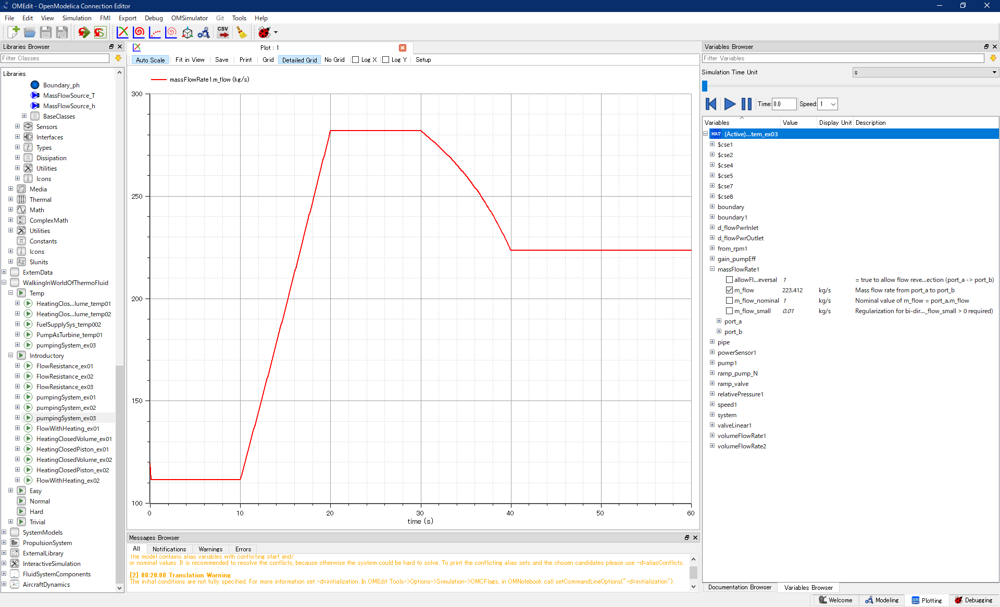 OMEdit - OpenModelica Connection Editor
File Edit View Simulation FMI Export Debug OMSimulator Git Tools Help
CSV
Libraries Browser
Filter Classes
Libraries
Boundary_ph
MassFlowSource_T
MassFlowSource_h
BaseClasses
Sensors
Interfaces
Types
Dissipation
Utilities
Icons
Media
Thermal
Math
ComplexMath
Utilities
Constants
Icons
SIunits
ExternData
WalkingInWorldOfThermoFluid
Temp
HeatingClos...lume_temp01
HeatingClos...lume_temp02
FuelSupplySys_temp002
PumpAsTurbine_temp01
pumpingSystem_ex03
Introductory
FlowResistance_ex01
FlowResistance_ex02
FlowResistance_ex03
pumpingSystem_ex01
pumpingSystem_ex02
pumpingSystem_ex03
FlowWithHeating_ex01
HeatingClosedVolume_ex01
HeatingClosedPiston_ex01
HeatingClosedVolume_ex02
HeatingClosedPiston_ex02
FlowWithHeating_ex02
Easy
Normal
Hard
Trivial
SystemModels
PropulsionSystem
ExternalLibrary
InteractiveSimulation
FluidSystemComponents
AircraftDynamics
Plot : 1
Auto Scale Fit in View Save Print Grid Detailed Grid No Grid Log X Log Y Setup
massFlowRate1.m_flow (kg/s)
300
250
200
150
100
0 10 20 30 40 50 60
time (s)
Messages Browser
All Notifications Warnings Errors
The model contains alias variables with conflicting start and/
or nominal values. It is recommended to resolve the conflicts, because otherwise the system could be hard to solve. To print the conflicting alias sets and the chosen candidates please use -d=aliasConflicts.
[2] 00:20:00 Translation Warning
The initial conditions are not fully specified. For more information set -d=initialization. In OMEdit Tools->Options->Simulation->OMCFlags, in OMNotebook call setCommandLineOptions("-d=initialization").
Variables Browser
Filter Variables
Simulation Time Unit s
Time: 0.0 Speed: 1
Variables Value Display Unit Description
MAT (Active)...tem_ex03
$cse1
$cse2
$cse4
$cse5
$cse7
$cse8
boundary
boundary1
d_flowPwrInlet
d_flowPwrOutlet
from_rpm1
gain_pumpEff
massFlowRate1
allowFl...eversal 1 = true to allow flow reve...ection (port_a -> port_b)
m_flow 223.412 kg/s Mass flow rate from port_a to port_b
m_flow_nominal 1 kg/s Nominal value of m_flow = port_a.m_flow
m_flow_small 0.01 kg/s Regularization for bi-dir..._flow_small > 0 required)
port_a
port_b
pipe
powerSensor1
pump1
ramp_pump_N
ramp_valve
relativePressure1
speed1
system
valveLinear1
volumeFlowRate1
volumeFlowRate2
Documentation Browser Variables Browser
Welcome Modeling Plotting Debugging